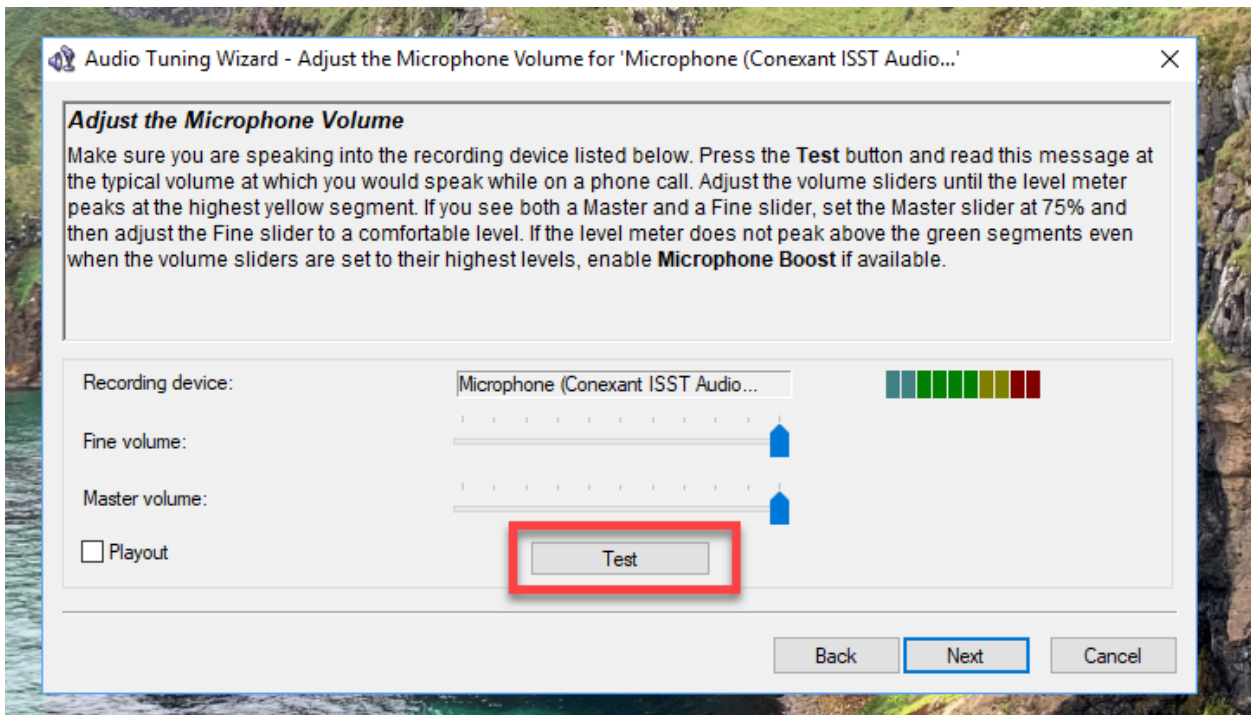 Audio Tuning Wizard - Adjust the Microphone Volume for 'Microphone (Conexant ISST Audio...'
Adjust the Microphone Volume
Make sure you are speaking into the recording device listed below. Press the Test button and read this message at
the typical volume at which you would speak while on a phone call. Adjust the volume sliders until the level meter
peaks at the highest yellow segment. If you see both a Master and a Fine slider, set the Master slider at 75% and
then adjust the Fine slider to a comfortable level. If the level meter does not peak above the green segments even
when the volume sliders are set to their highest levels, enable Microphone Boost if available.
Recording device:
Microphone (Conexant ISST Audio...
Fine volume:
Master volume:
Playout
Test
Back
Next
Cancel